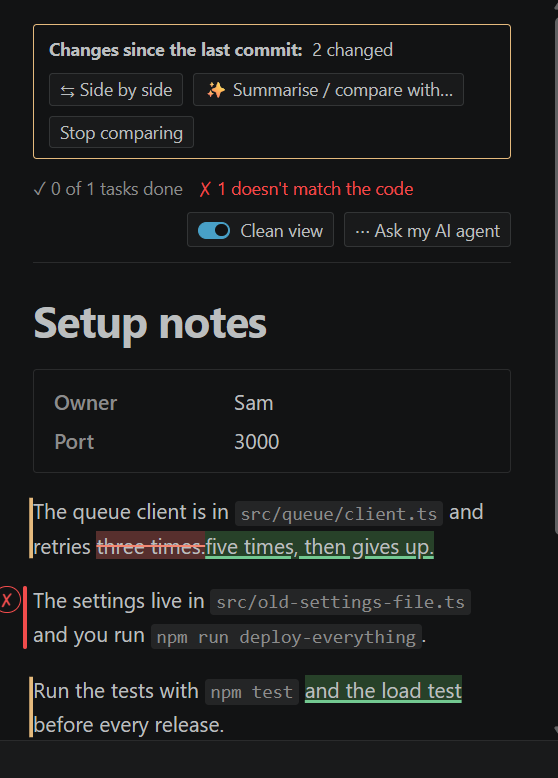 Changes since the last commit: 2 changed
⇆ Side by side ✨ Summarise / compare with...
Stop comparing
✓ 0 of 1 tasks done ✗ 1 doesn't match the code
Clean view ··· Ask my AI agent
Setup notes
Owner Sam
Port 3000
The queue client is in src/queue/client.ts and
retries three times.five times, then gives up.
✗ The settings live in src/old-settings-file.ts
and you run npm run deploy-everything.
Run the tests with npm test and the load test
before every release.